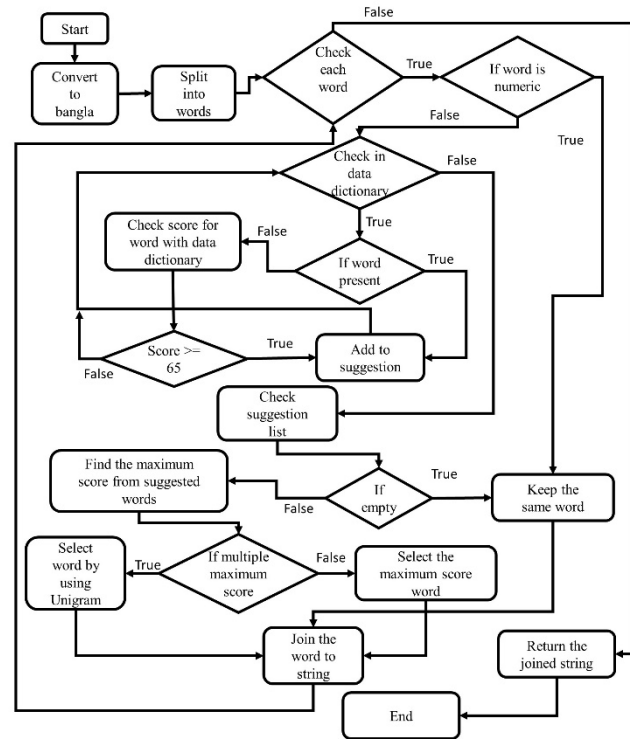 False
Start
Check
each
word
True
If word is
numeric
Convert
to
bangla
Split
into
words
False
True
Check in
data
dictionary
False
True
Check score for
word with data
dictionary
False
If word
present
True
Score >=
65
True
False
Add to
suggestion
Check
suggestion
list
Find the maximum
score from suggested
words
False
If
empty
True
Keep the
same word
Select
word by
using
Unigram
True
If multiple
maximum
score
False
Select the
maximum score
word
Join the
word to
string
Return the
joined string
End